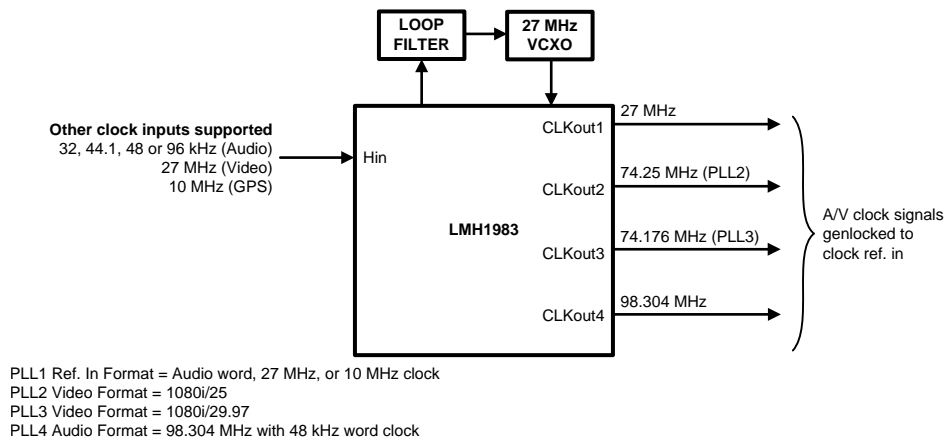 LOOP
FILTER
27 MHz
VCXO
Other clock inputs supported
32, 44.1, 48 or 96 kHz (Audio)
27 MHz (Video)
10 MHz (GPS)
Hin
LMH1983
CLKout1
27 MHz
CLKout2
74.25 MHz (PLL2)
CLKout3
74.176 MHz (PLL3)
CLKout4
98.304 MHz
A/V clock signals
genlocked to
clock ref. in
PLL1 Ref. In Format = Audio word, 27 MHz, or 10 MHz clock
PLL2 Video Format = 1080i/25
PLL3 Video Format = 1080i/29.97
PLL4 Audio Format = 98.304 MHz with 48 kHz word clock